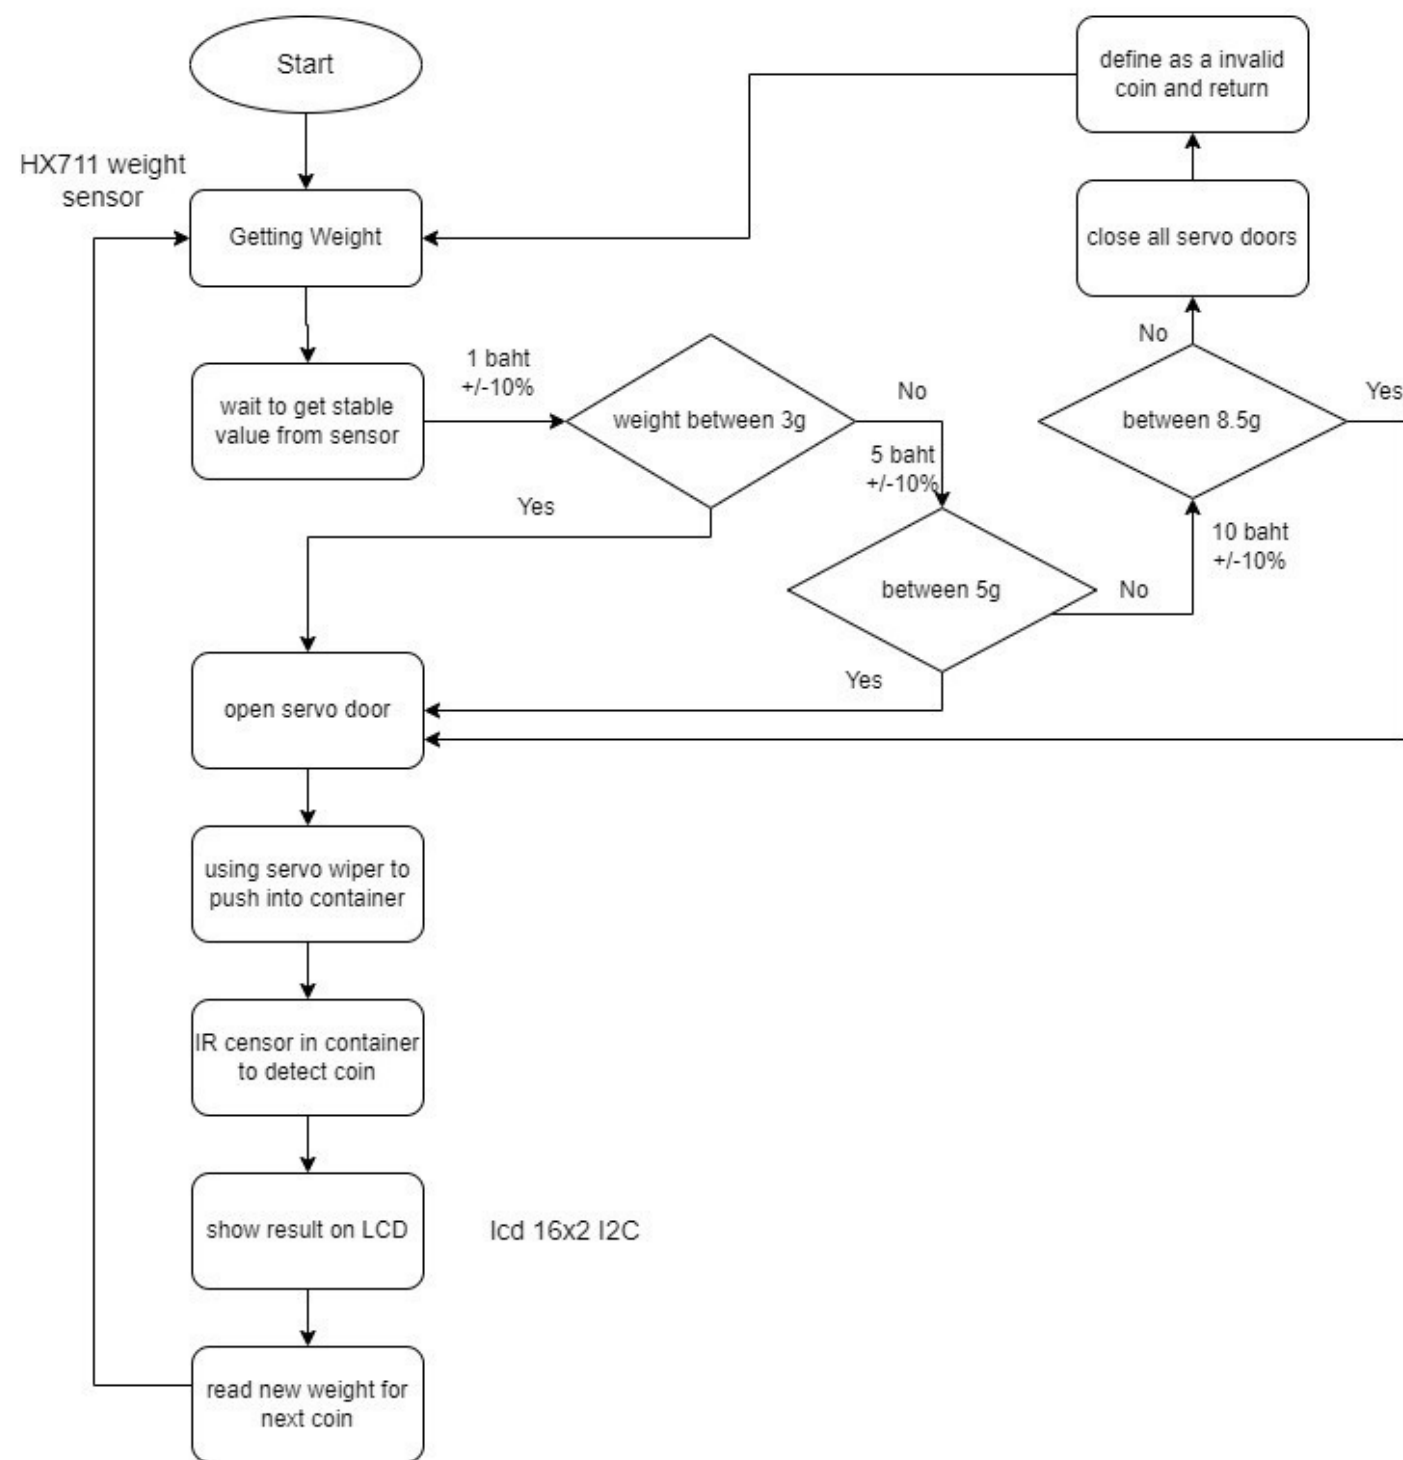 Start
HX711 weight
sensor
Getting Weight
wait to get stable
value from sensor
1 baht
+/-10%
weight between 3g
No
Yes
5 baht
+/-10%
between 5g
No
Yes
10 baht
+/-10%
between 8.5g
Yes
No
close all servo doors
define as a invalid
coin and return
open servo door
using servo wiper to
push into container
IR censor in container
to detect coin
show result on LCD
lcd 16x2 I2C
read new weight for
next coin